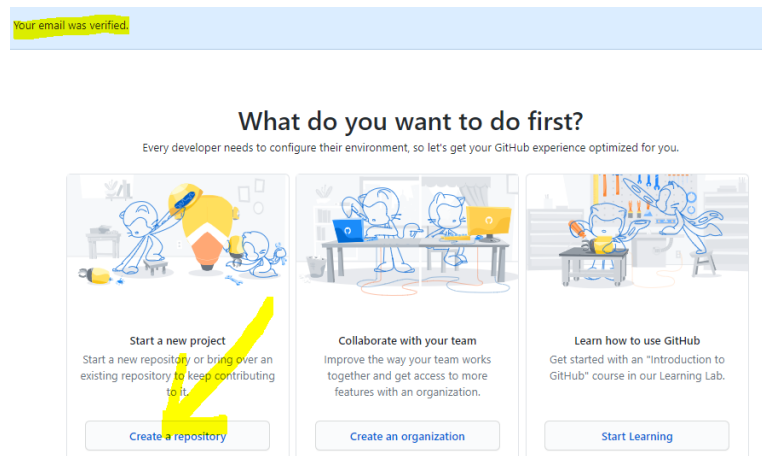 Your email was verified.
What do you want to do first?
Every developer needs to configure their environment, so let's get your GitHub experience optimized for you.
Start a new project
Start a new repository or bring over an
existing repository to keep contributing
to it.
Create a repository
Collaborate with your team
Improve the way your team works
together and get access to more
features with an organization.
Create an organization
Learn how to use GitHub
Get started with an "Introduction to
GitHub" course in our Learning Lab.
Start Learning